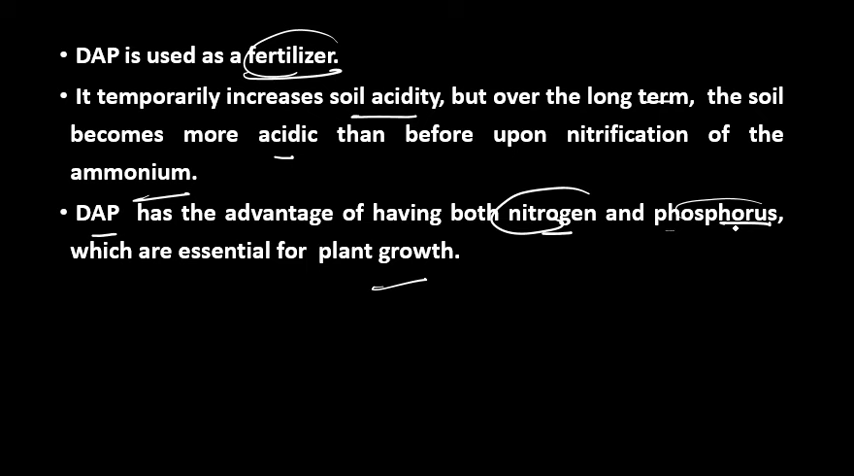 • DAP is used as a fertilizer.
• It temporarily increases soil acidity, but over the long term, the soil
becomes more acidic than before upon nitrification of the
ammonium.
• DAP has the advantage of having both nitrogen and phosphorus,
which are essential for plant growth.